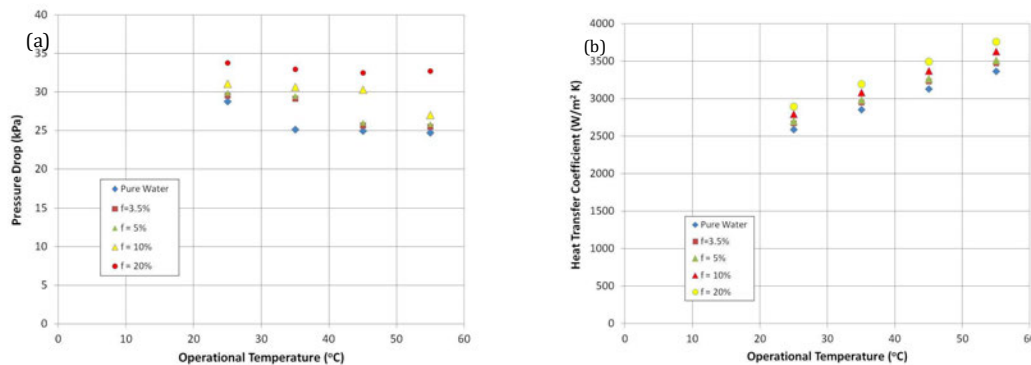 (a)
Pressure Drop (kPa)
40
35
30
25
20
15
10
5
0
Pure Water
f=3.5%
f = 5%
f = 10%
f = 20%
0 10 20 30 40 50 60
Operational Temperature (°C)
(b)
Heat Transfer Coefficient (W/m² K)
4000
3500
3000
2500
2000
1500
1000
500
0
Pure Water
f=3.5%
f = 5%
f = 10%
f = 20%
0 10 20 30 40 50 60
Operational Temperature (°C)